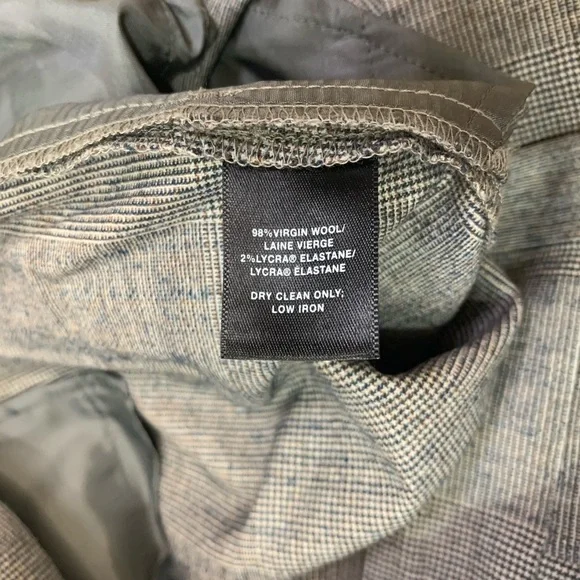 98%VIRGIN WOOL/
LAINE VIERGE
2%LYCRA® ELASTANE/
LYCRA® ÉLASTANE
DRY CLEAN ONLY;
LOW IRON